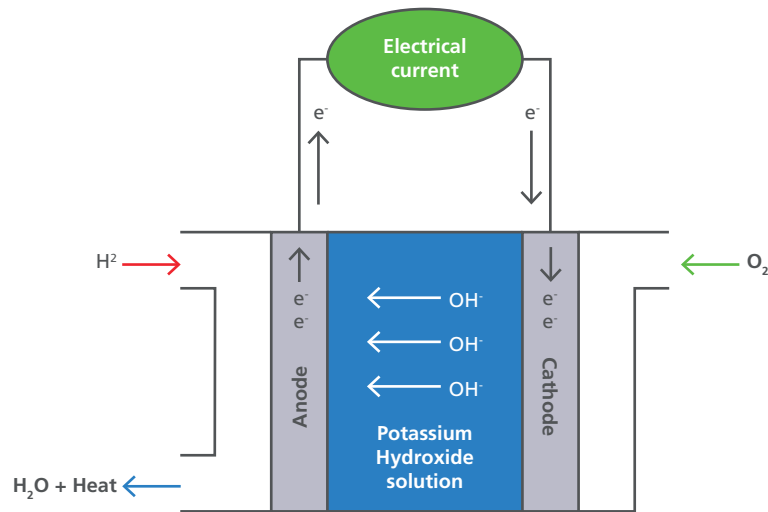 Electrical
current
e⁻
e⁻
H²
O₂
e⁻
e⁻
e⁻
e⁻
OH⁻
OH⁻
OH⁻
Anode
Cathode
Potassium
Hydroxide
solution
H₂O + Heat